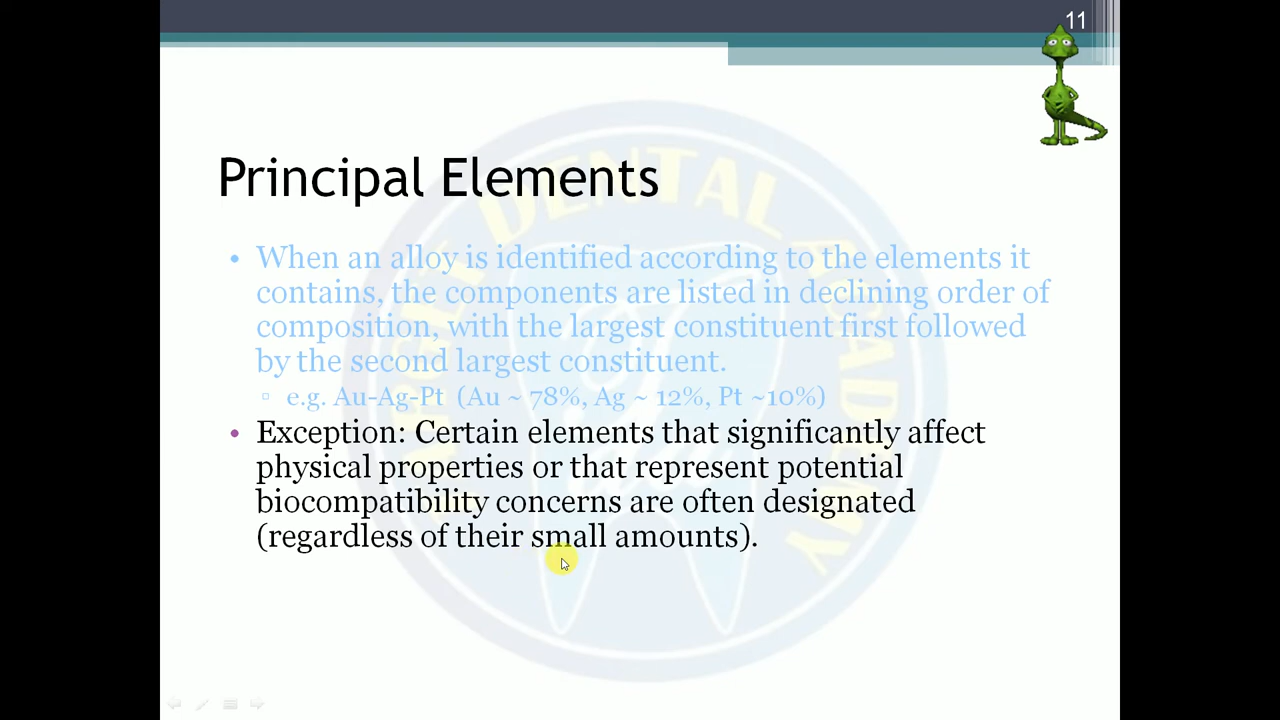 11
Principal Elements
• When an alloy is identified according to the elements it
contains, the components are listed in declining order of
composition, with the largest constituent first followed
by the second largest constituent.
▫ e.g. Au-Ag-Pt (Au ~ 78%, Ag ~ 12%, Pt ~10%)
• Exception: Certain elements that significantly affect
physical properties or that represent potential
biocompatibility concerns are often designated
(regardless of their small amounts).
DENTAL